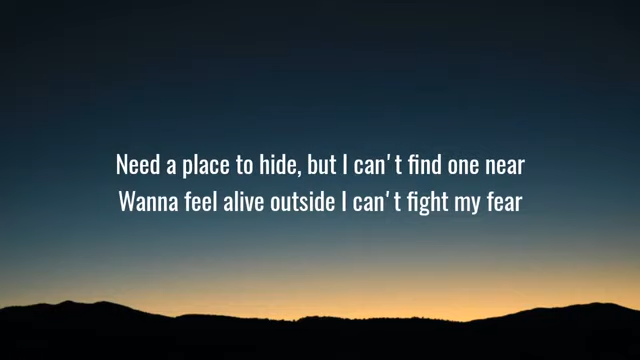 Need a place to hide, but I can't find one near
Wanna feel alive outside I can't fight my fear